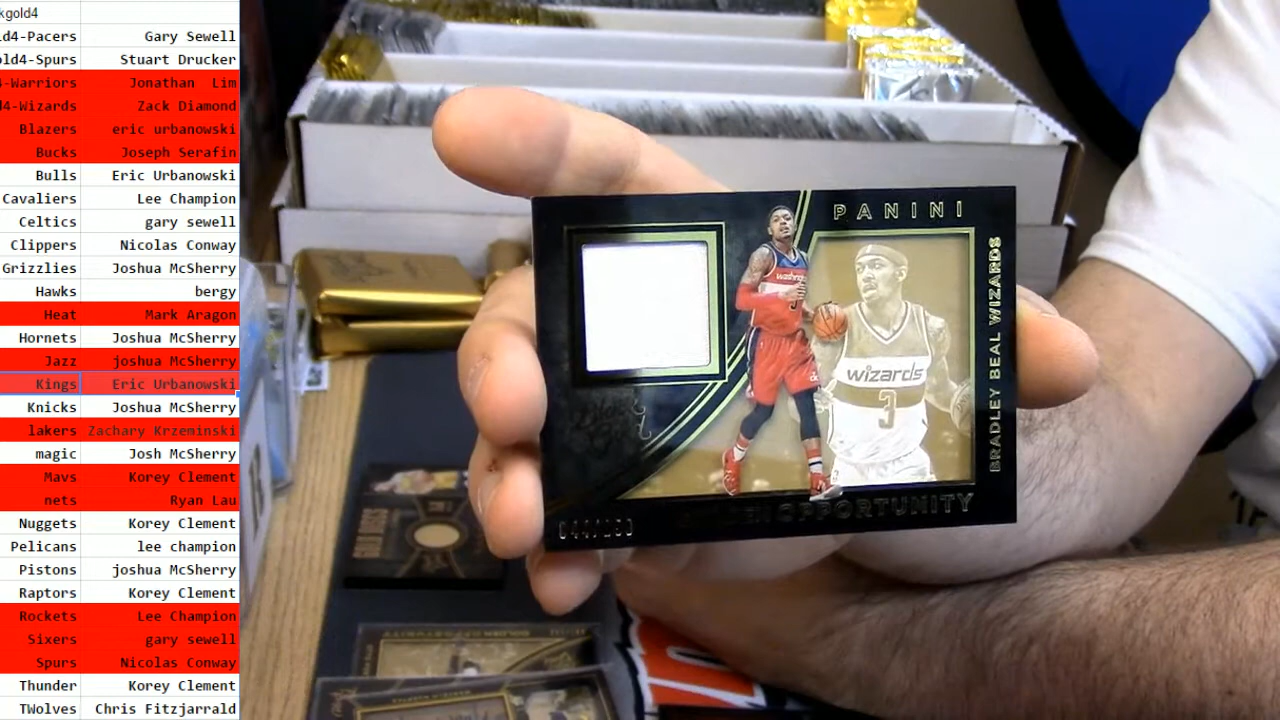 kgold4
ld4-Pacers Gary Sewell
old4-Spurs Stuart Drucker
4-Warriors Jonathan Lim
d4-Wizards Zack Diamond
Blazers eric urbanowski
Bucks Joseph Serafin
Bulls Eric Urbanowski
Cavaliers Lee Champion
Celtics gary sewell
Clippers Nicolas Conway
Grizzlies Joshua McSherry
Hawks bergy
Heat Mark Aragon
Hornets Joshua McSherry
Jazz joshua McSherry
Kings Eric Urbanowski
Knicks Joshua McSherry
lakers Zachary Krzeminski
magic Josh McSherry
Mavs Korey Clement
nets Ryan Lau
Nuggets Korey Clement
Pelicans lee champion
Pistons joshua McSherry
Raptors Korey Clement
Rockets Lee Champion
Sixers gary sewell
Spurs Nicolas Conway
Thunder Korey Clement
TWolves Chris Fitzjarrald
PANINI
BRADLEY BEAL WIZARDS
washington
wizards
3
OPPORTUNITY